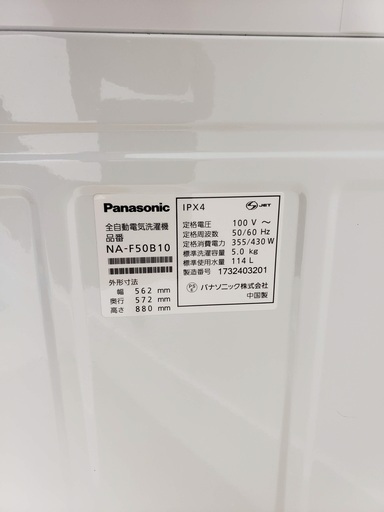 Panasonic
全自動電気洗濯機
品番
NA-F50B10
外形寸法
幅 562 mm
奥行 572 mm
高さ 880 mm
IPX4
JET
定格電圧 100 V ～
定格周波数 50/60 Hz
定格消費電力 355/430 W
標準洗濯容量 5.0 kg
標準使用水量 114 L
製造番号 1732403201
パナソニック株式会社
中国製